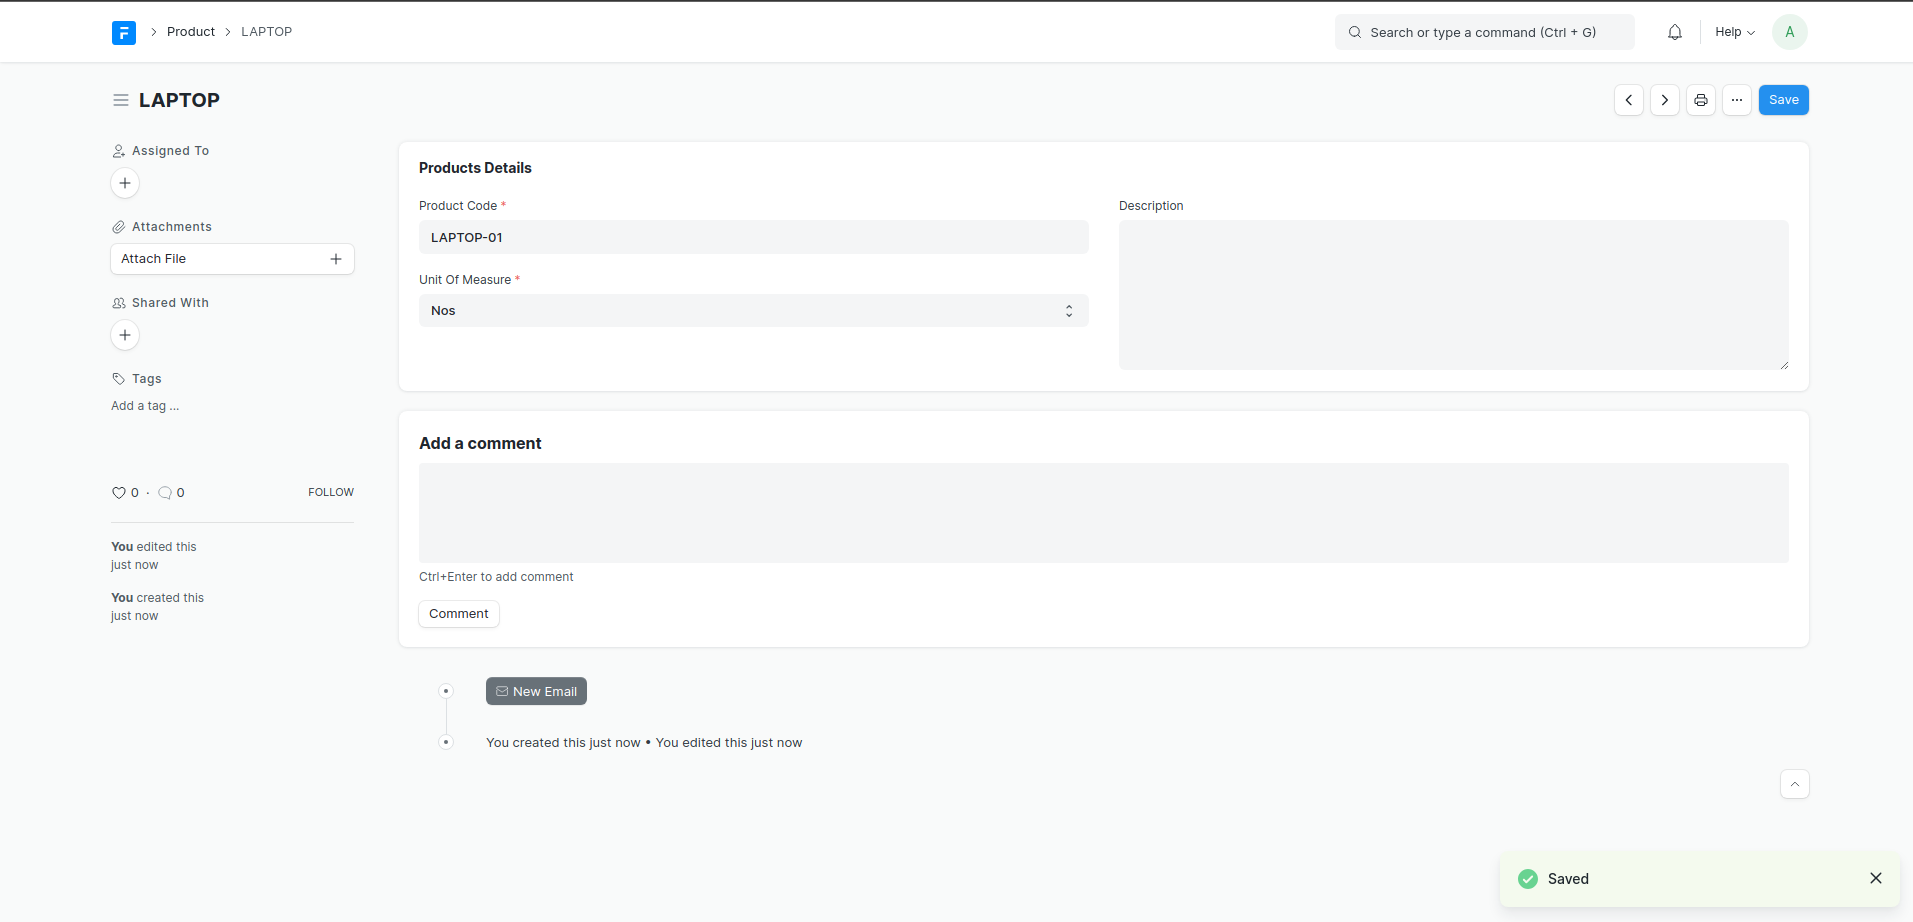 Product
LAPTOP
Search or type a command (Ctrl + G)
Help
A
LAPTOP
Save
Assigned To
Attachments
Attach File
Shared With
Tags
Add a tag ...
0 · 0
FOLLOW
You edited this
just now
You created this
just now
Products Details
Product Code *
LAPTOP-01
Unit Of Measure *
Nos
Description
Add a comment
Ctrl+Enter to add comment
Comment
New Email
You created this just now • You edited this just now
Saved